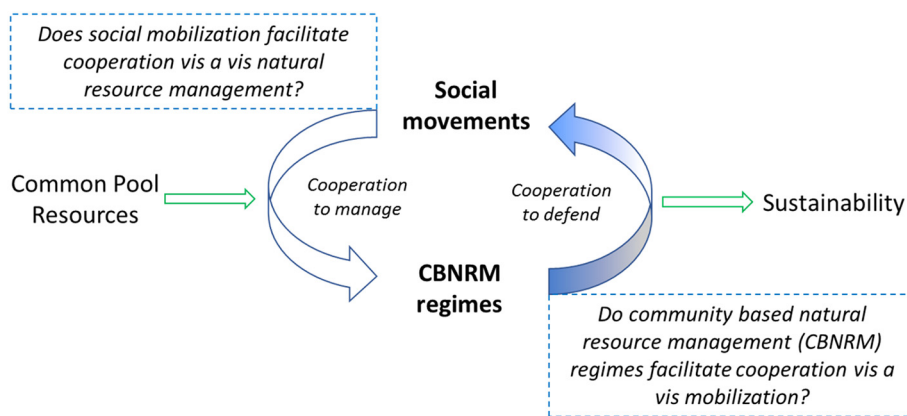 Does social mobilization facilitate
cooperation vis a vis natural
resource management?
Social
movements
Common Pool
Resources
Cooperation
to manage
Cooperation
to defend
Sustainability
CBNRM
regimes
Do community based natural
resource management (CBNRM)
regimes facilitate cooperation vis a
vis mobilization?